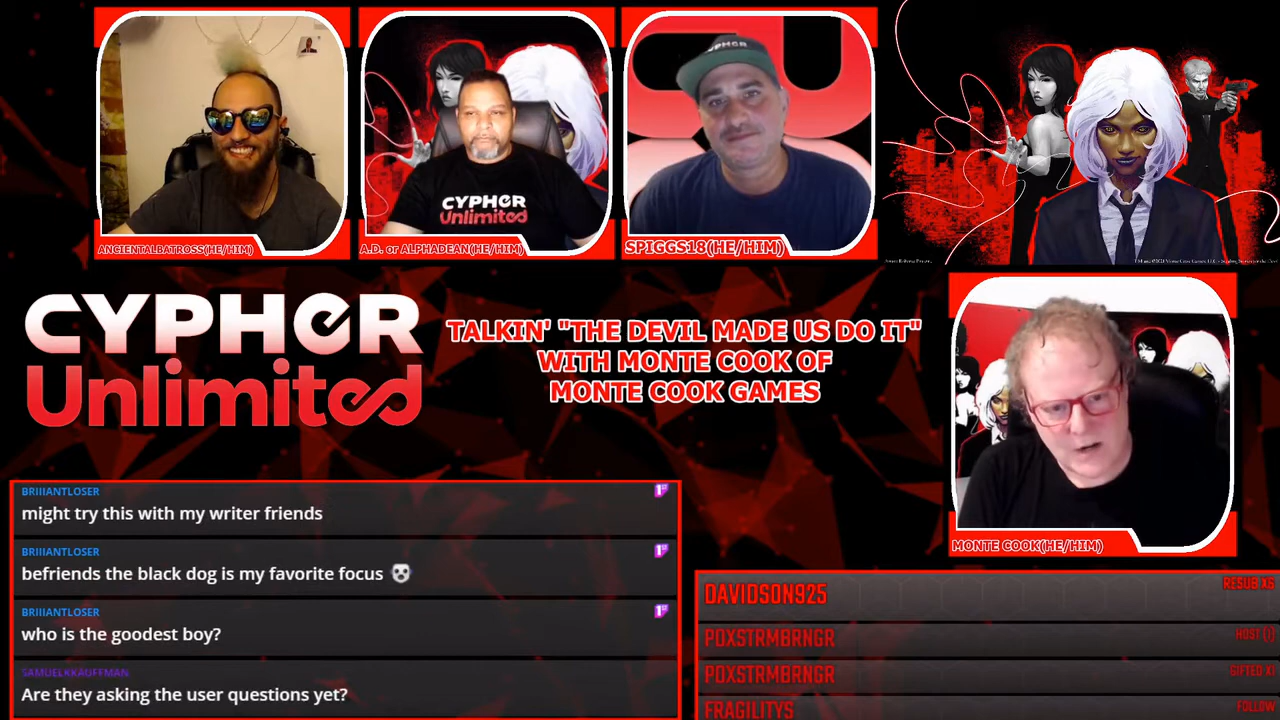 CYPHER
CYPHER
Unlimited
ANCIENTALBATROSS(HE/HIM)
A.D. or ALPHADEAN(HE/HIM)
SPIGGS18(HE/HIM)
CYPHER
Unlimited
TALKIN' "THE DEVIL MADE US DO IT"
WITH MONTE COOK OF
MONTE COOK GAMES
MONTE COOK(HE/HIM)
BRIIIANTLOSER
might try this with my writer friends
BRIIIANTLOSER
befriends the black dog is my favorite focus
BRIIIANTLOSER
who is the goodest boy?
SAMUELKKAUFFMAN
Are they asking the user questions yet?
DAVIDSON925
RESUB X6
POXSTRMBRNGR
HOST (1)
POXSTRMBRNGR
GIFTED X1
FRAGILITYS
FOLLOW